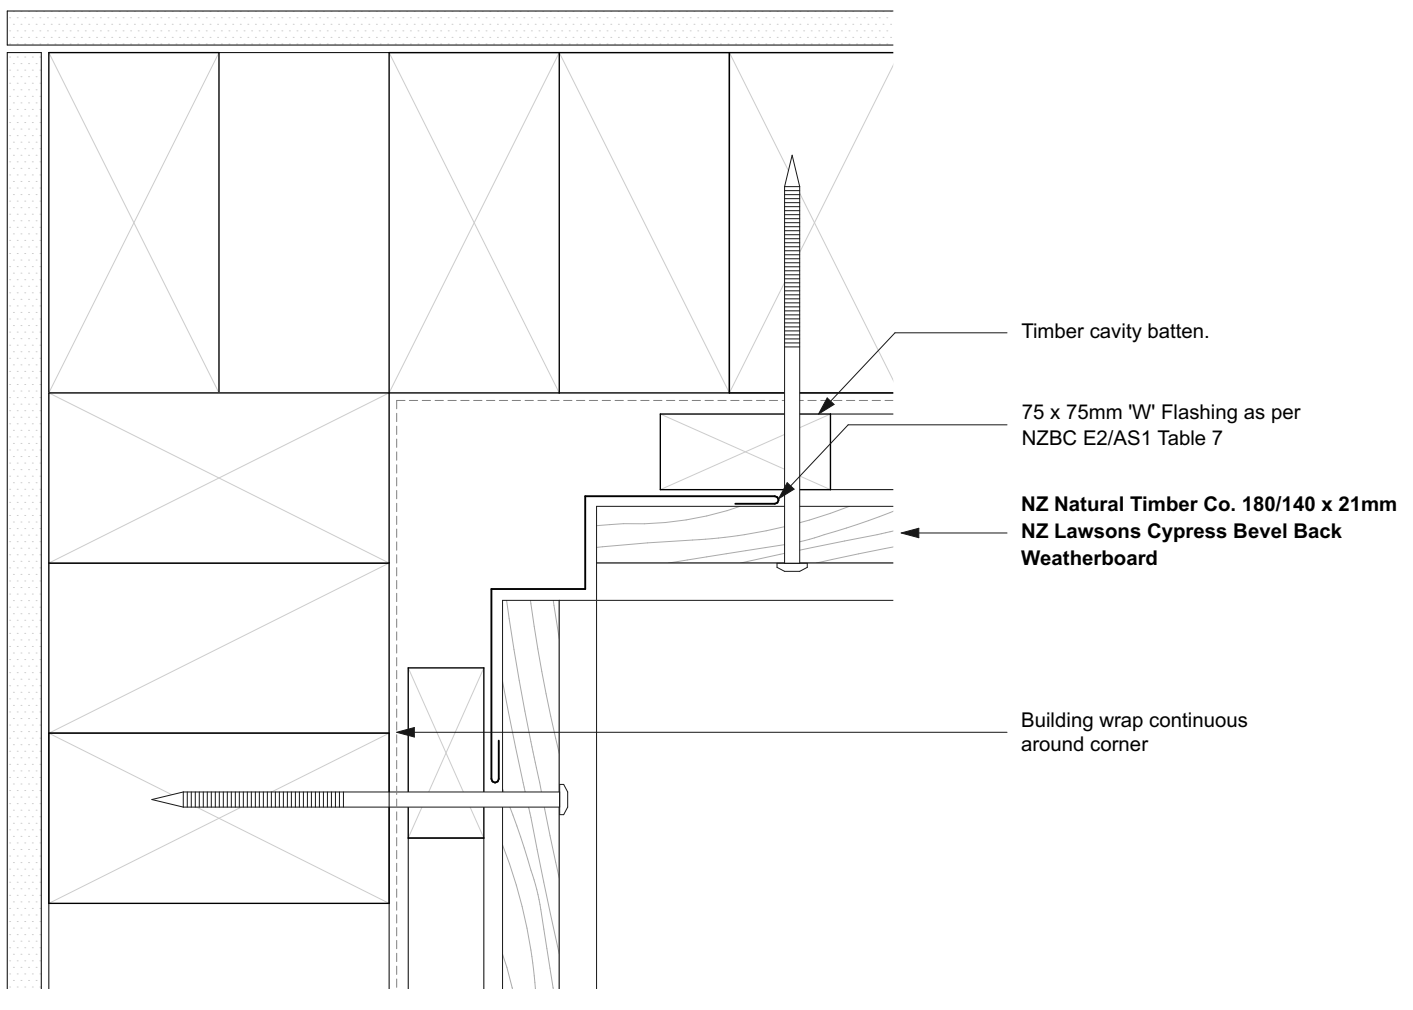 Timber cavity batten.
75 x 75mm 'W' Flashing as per
NZBC E2/AS1 Table 7
NZ Natural Timber Co. 180/140 x 21mm
NZ Lawsons Cypress Bevel Back
Weatherboard
Building wrap continuous
around corner